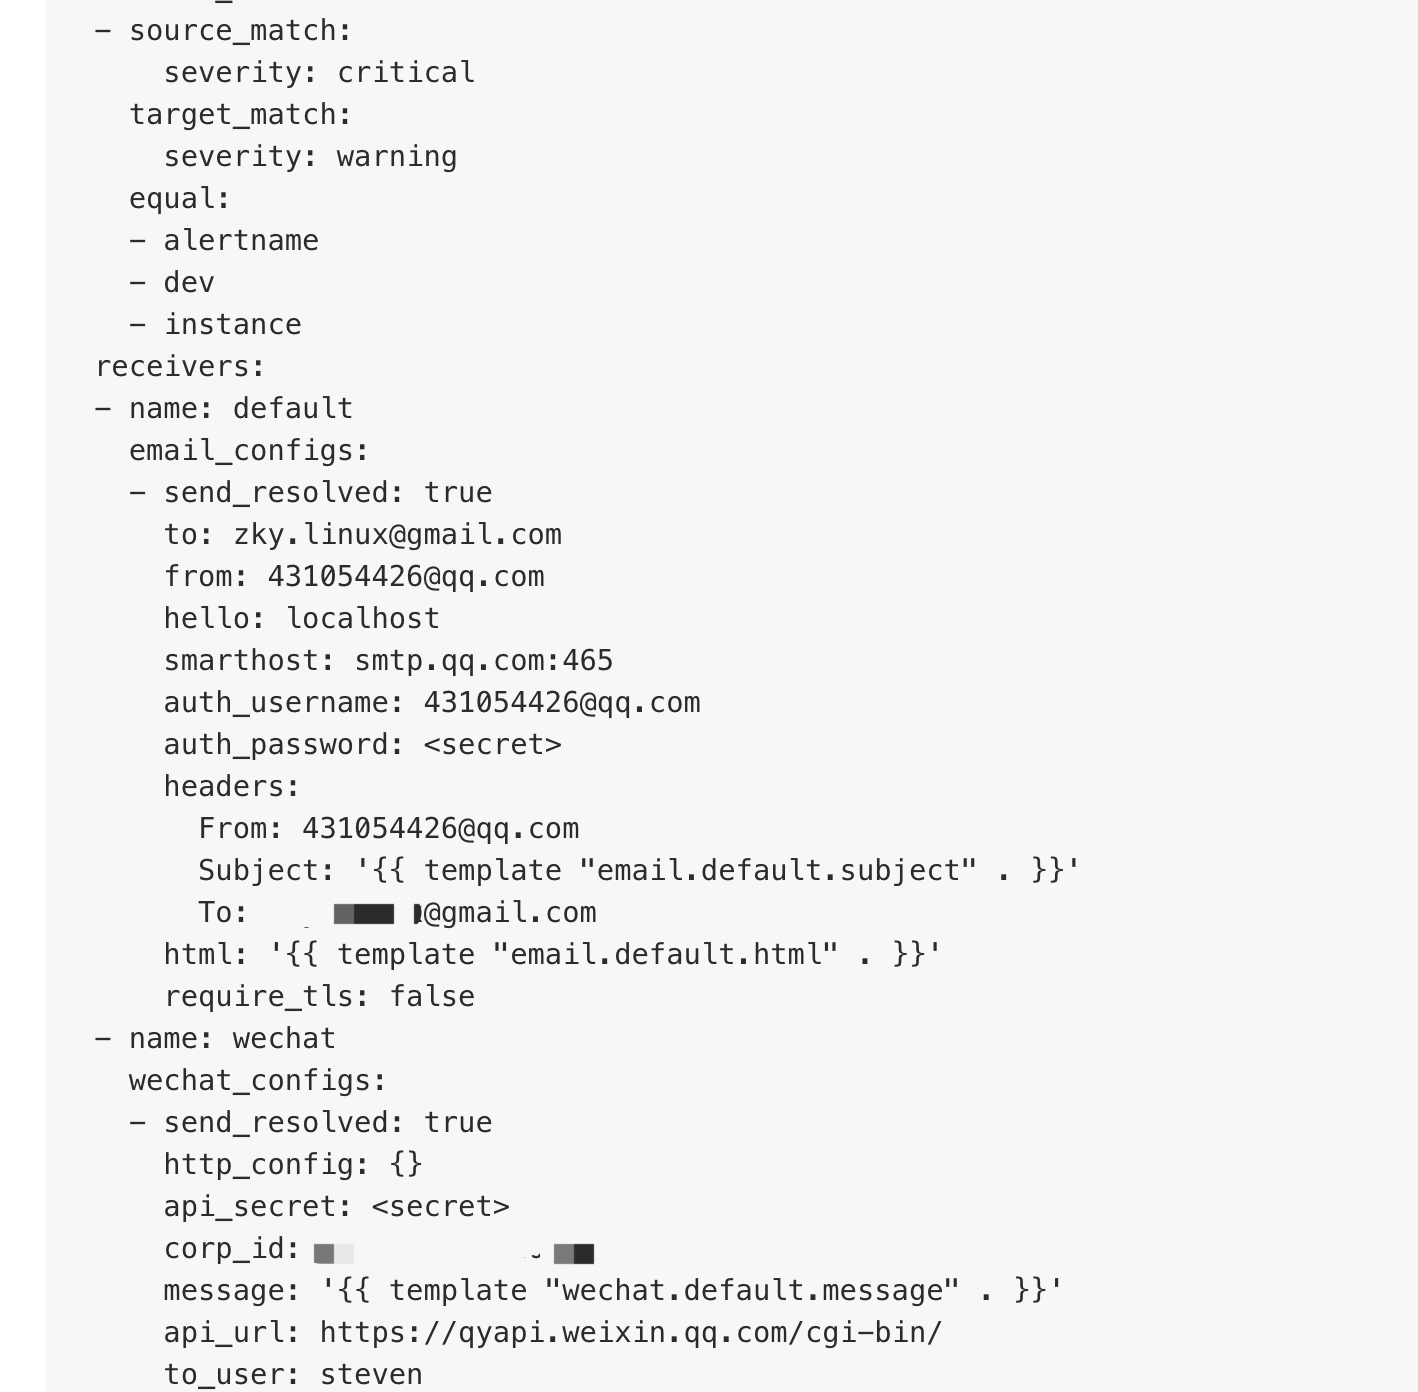 - source_match:
    severity: critical
  target_match:
    severity: warning
  equal:
  - alertname
  - dev
  - instance
receivers:
- name: default
  email_configs:
  - send_resolved: true
    to: zky.linux@gmail.com
    from: 431054426@qq.com
    hello: localhost
    smarthost: smtp.qq.com:465
    auth_username: 431054426@qq.com
    auth_password: <secret>
    headers:
      From: 431054426@qq.com
      Subject: '{{ template "email.default.subject" . }}'
      To: @gmail.com
    html: '{{ template "email.default.html" . }}'
    require_tls: false
- name: wechat
  wechat_configs:
  - send_resolved: true
    http_config: {}
    api_secret: <secret>
    corp_id:
    message: '{{ template "wechat.default.message" . }}'
    api_url: https://qyapi.weixin.qq.com/cgi-bin/
    to_user: steven